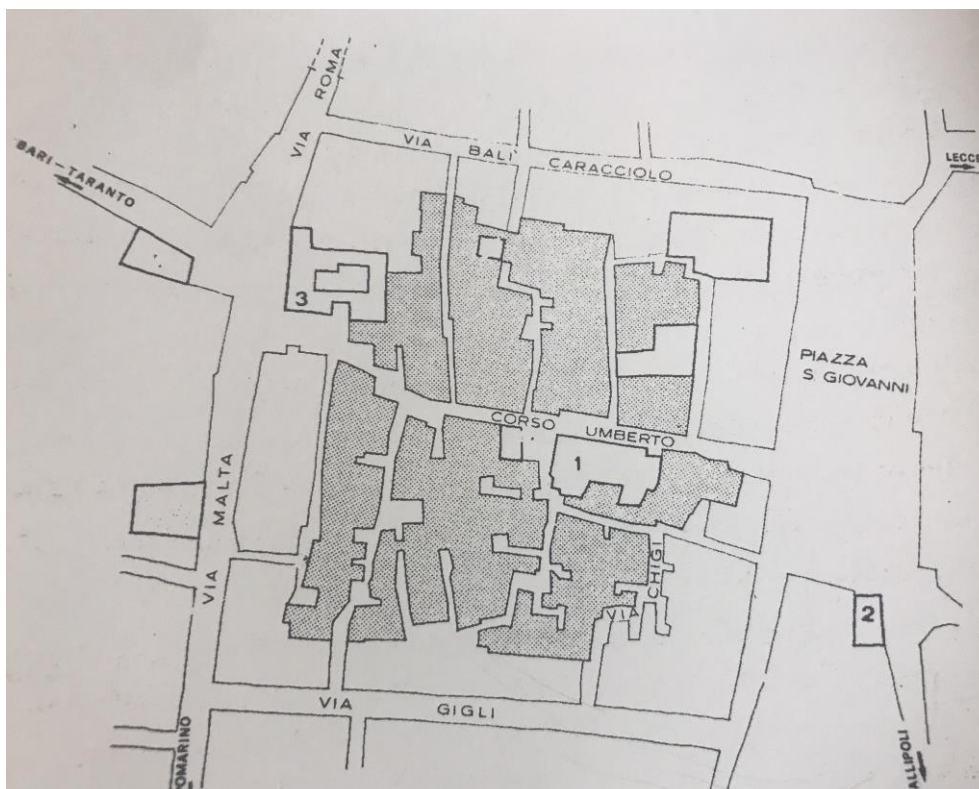 VIA ROMA
VIA BALI CARACCIOLO
LECCE
BARI-TARANTO
3
PIAZZA
S. GIOVANNI
CORSO UMBERTO
1
VIA MALTA
VIA CHIGI
2
VIA GIGLI
POMARINO
ALLIPOLI